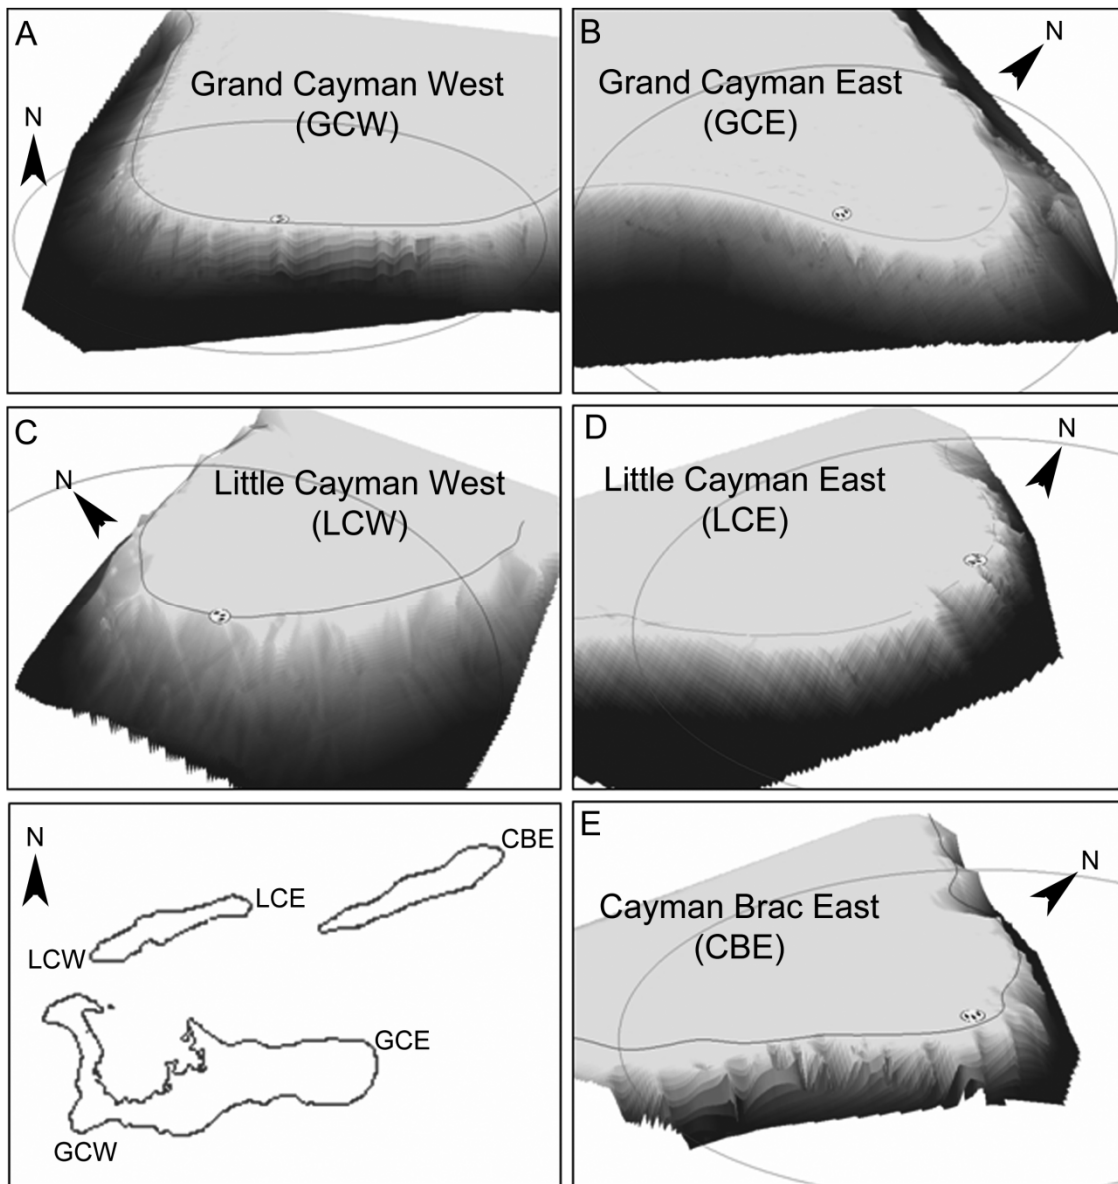 A
Grand Cayman West
(GCW)
N
B
Grand Cayman East
(GCE)
N
C
Little Cayman West
(LCW)
N
D
Little Cayman East
(LCE)
N
N
CBE
LCE
LCW
GCE
GCW
E
Cayman Brac East
(CBE)
N